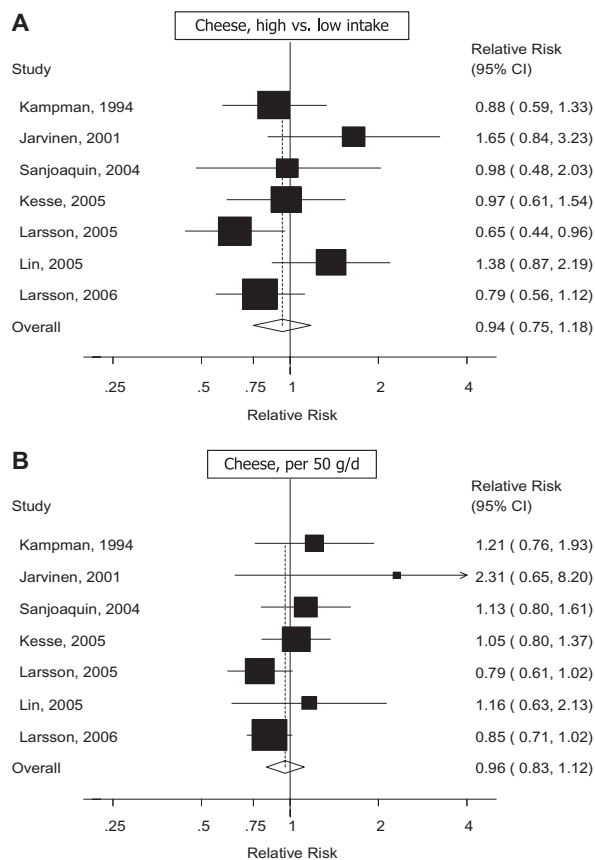 A
Cheese, high vs. low intake
Relative Risk
Study (95% CI)
Kampman, 1994 0.88 ( 0.59, 1.33)
Jarvinen, 2001 1.65 ( 0.84, 3.23)
Sanjoaquin, 2004 0.98 ( 0.48, 2.03)
Kesse, 2005 0.97 ( 0.61, 1.54)
Larsson, 2005 0.65 ( 0.44, 0.96)
Lin, 2005 1.38 ( 0.87, 2.19)
Larsson, 2006 0.79 ( 0.56, 1.12)
Overall 0.94 ( 0.75, 1.18)
.25 .5 .75 1 2 4
Relative Risk
B
Cheese, per 50 g/d
Relative Risk
Study (95% CI)
Kampman, 1994 1.21 ( 0.76, 1.93)
Jarvinen, 2001 2.31 ( 0.65, 8.20)
Sanjoaquin, 2004 1.13 ( 0.80, 1.61)
Kesse, 2005 1.05 ( 0.80, 1.37)
Larsson, 2005 0.79 ( 0.61, 1.02)
Lin, 2005 1.16 ( 0.63, 2.13)
Larsson, 2006 0.85 ( 0.71, 1.02)
Overall 0.96 ( 0.83, 1.12)
.25 .5 .75 1 2 4
Relative Risk